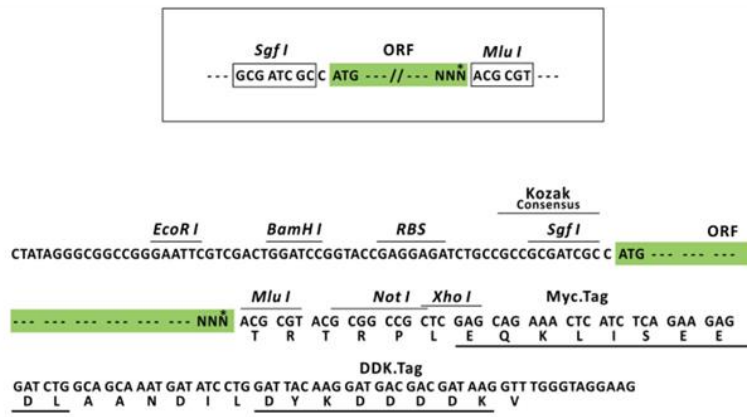 Sgf I ORF Mlu I
--- GCG ATC GC C ATG --- // --- NNN* ACG CGT ---
Kozak
Consensus
EcoR I BamH I RBS Sgf I ORF
CTATAGGGCGGCCGGGAATTCGTCGACTGGATCCGGTACCGAGGAGATCTGCCGCCGCGATCGC C ATG --- --- ---
Mlu I Not I Xho I Myc.Tag
--- --- --- --- --- --- NNN* ACG CGT ACG CGG CCG CTC GAG CAG AAA CTC ATC TCA GAA GAG
T R T R P L E Q K L I S E E
DDK.Tag
GAT CTG GCA GCA AAT GAT ATC CTG GAT TAC AAG GAT GAC GAC GAT AAG GTT TGGGTAGGAAG
D L A A N D I L D Y K D D D D K V